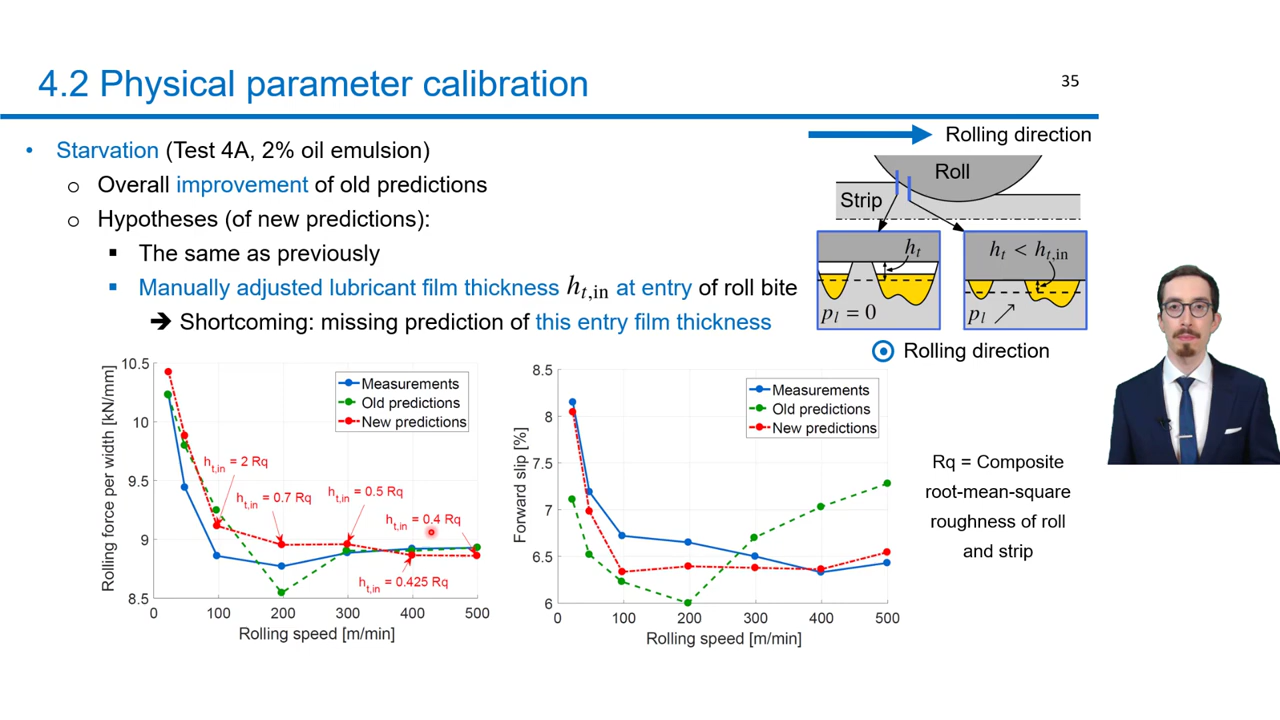 4.2 Physical parameter calibration
35
• Starvation (Test 4A, 2% oil emulsion)
o Overall improvement of old predictions
o Hypotheses (of new predictions):
▪ The same as previously
▪ Manually adjusted lubricant film thickness h_t,in at entry of roll bite
➔ Shortcoming: missing prediction of this entry film thickness
Rolling direction
Roll
Strip
h_t
p_l = 0
h_t < h_t,in
p_l ↗
Rolling direction
Rolling force per width [kN/mm]
10.5
10
9.5
9
8.5
0
100
200
300
400
500
Rolling speed [m/min]
Measurements
Old predictions
New predictions
h_t,in = 2 Rq
h_t,in = 0.7 Rq
h_t,in = 0.5 Rq
h_t,in = 0.4 Rq
h_t,in = 0.425 Rq
Forward slip [%]
8.5
8
7.5
7
6.5
6
0
100
200
300
400
500
Rolling speed [m/min]
Measurements
Old predictions
New predictions
Rq = Composite
root-mean-square
roughness of roll
and strip